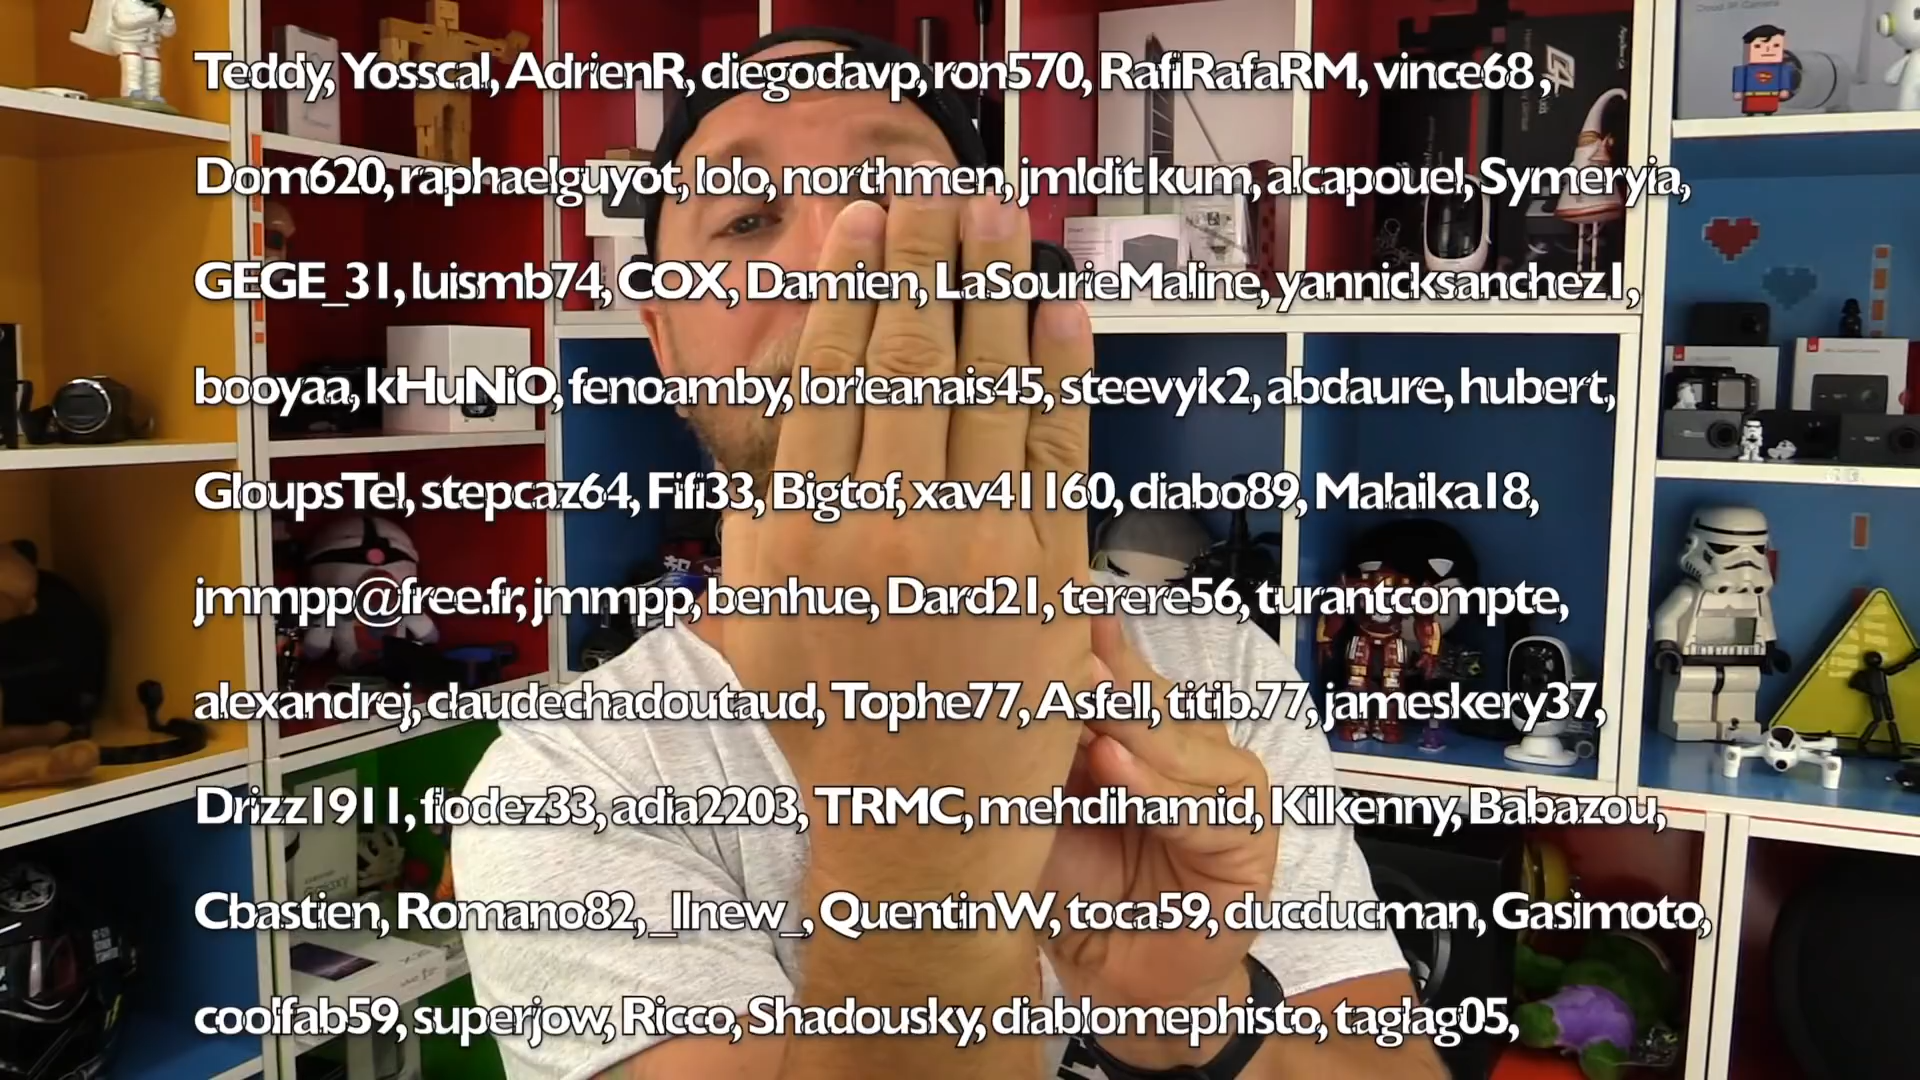 Teddy, Yosscal, AdrienR, diegodavp, ron570, RafiRafaRM, vince68,
Dom620, raphaelguyot, lolo, northmen, jmldit kum, alcapouel, Symeryia,
GEGE_31, luismb74, COX, Damien, LaSourieMaline, yannicksanchez1,
booyaa, kHuNiO, fenoamby, lorleanais45, steevyk2, abdaure, hubert,
GloupsTel, stepcaz64, Fifi33, Bigtof, xav41160, diabo89, Malaika18,
jmmpp@free.fr, jmmpp, benhue, Dard21, terere56, turantcompte,
alexandrej, claudechadoutaud, Tophe77, Asfell, titib.77, jameskery37,
Drizz1911, flodez33, adia2203, TRMC, mehdihamid, Kilkenny, Babazou,
Cbastien, Romano82, _llnew_, QuentinW, toca59, ducducman, Gasimoto,
coolfab59, superjow, Ricco, Shadousky, diablomephisto, taglag05,